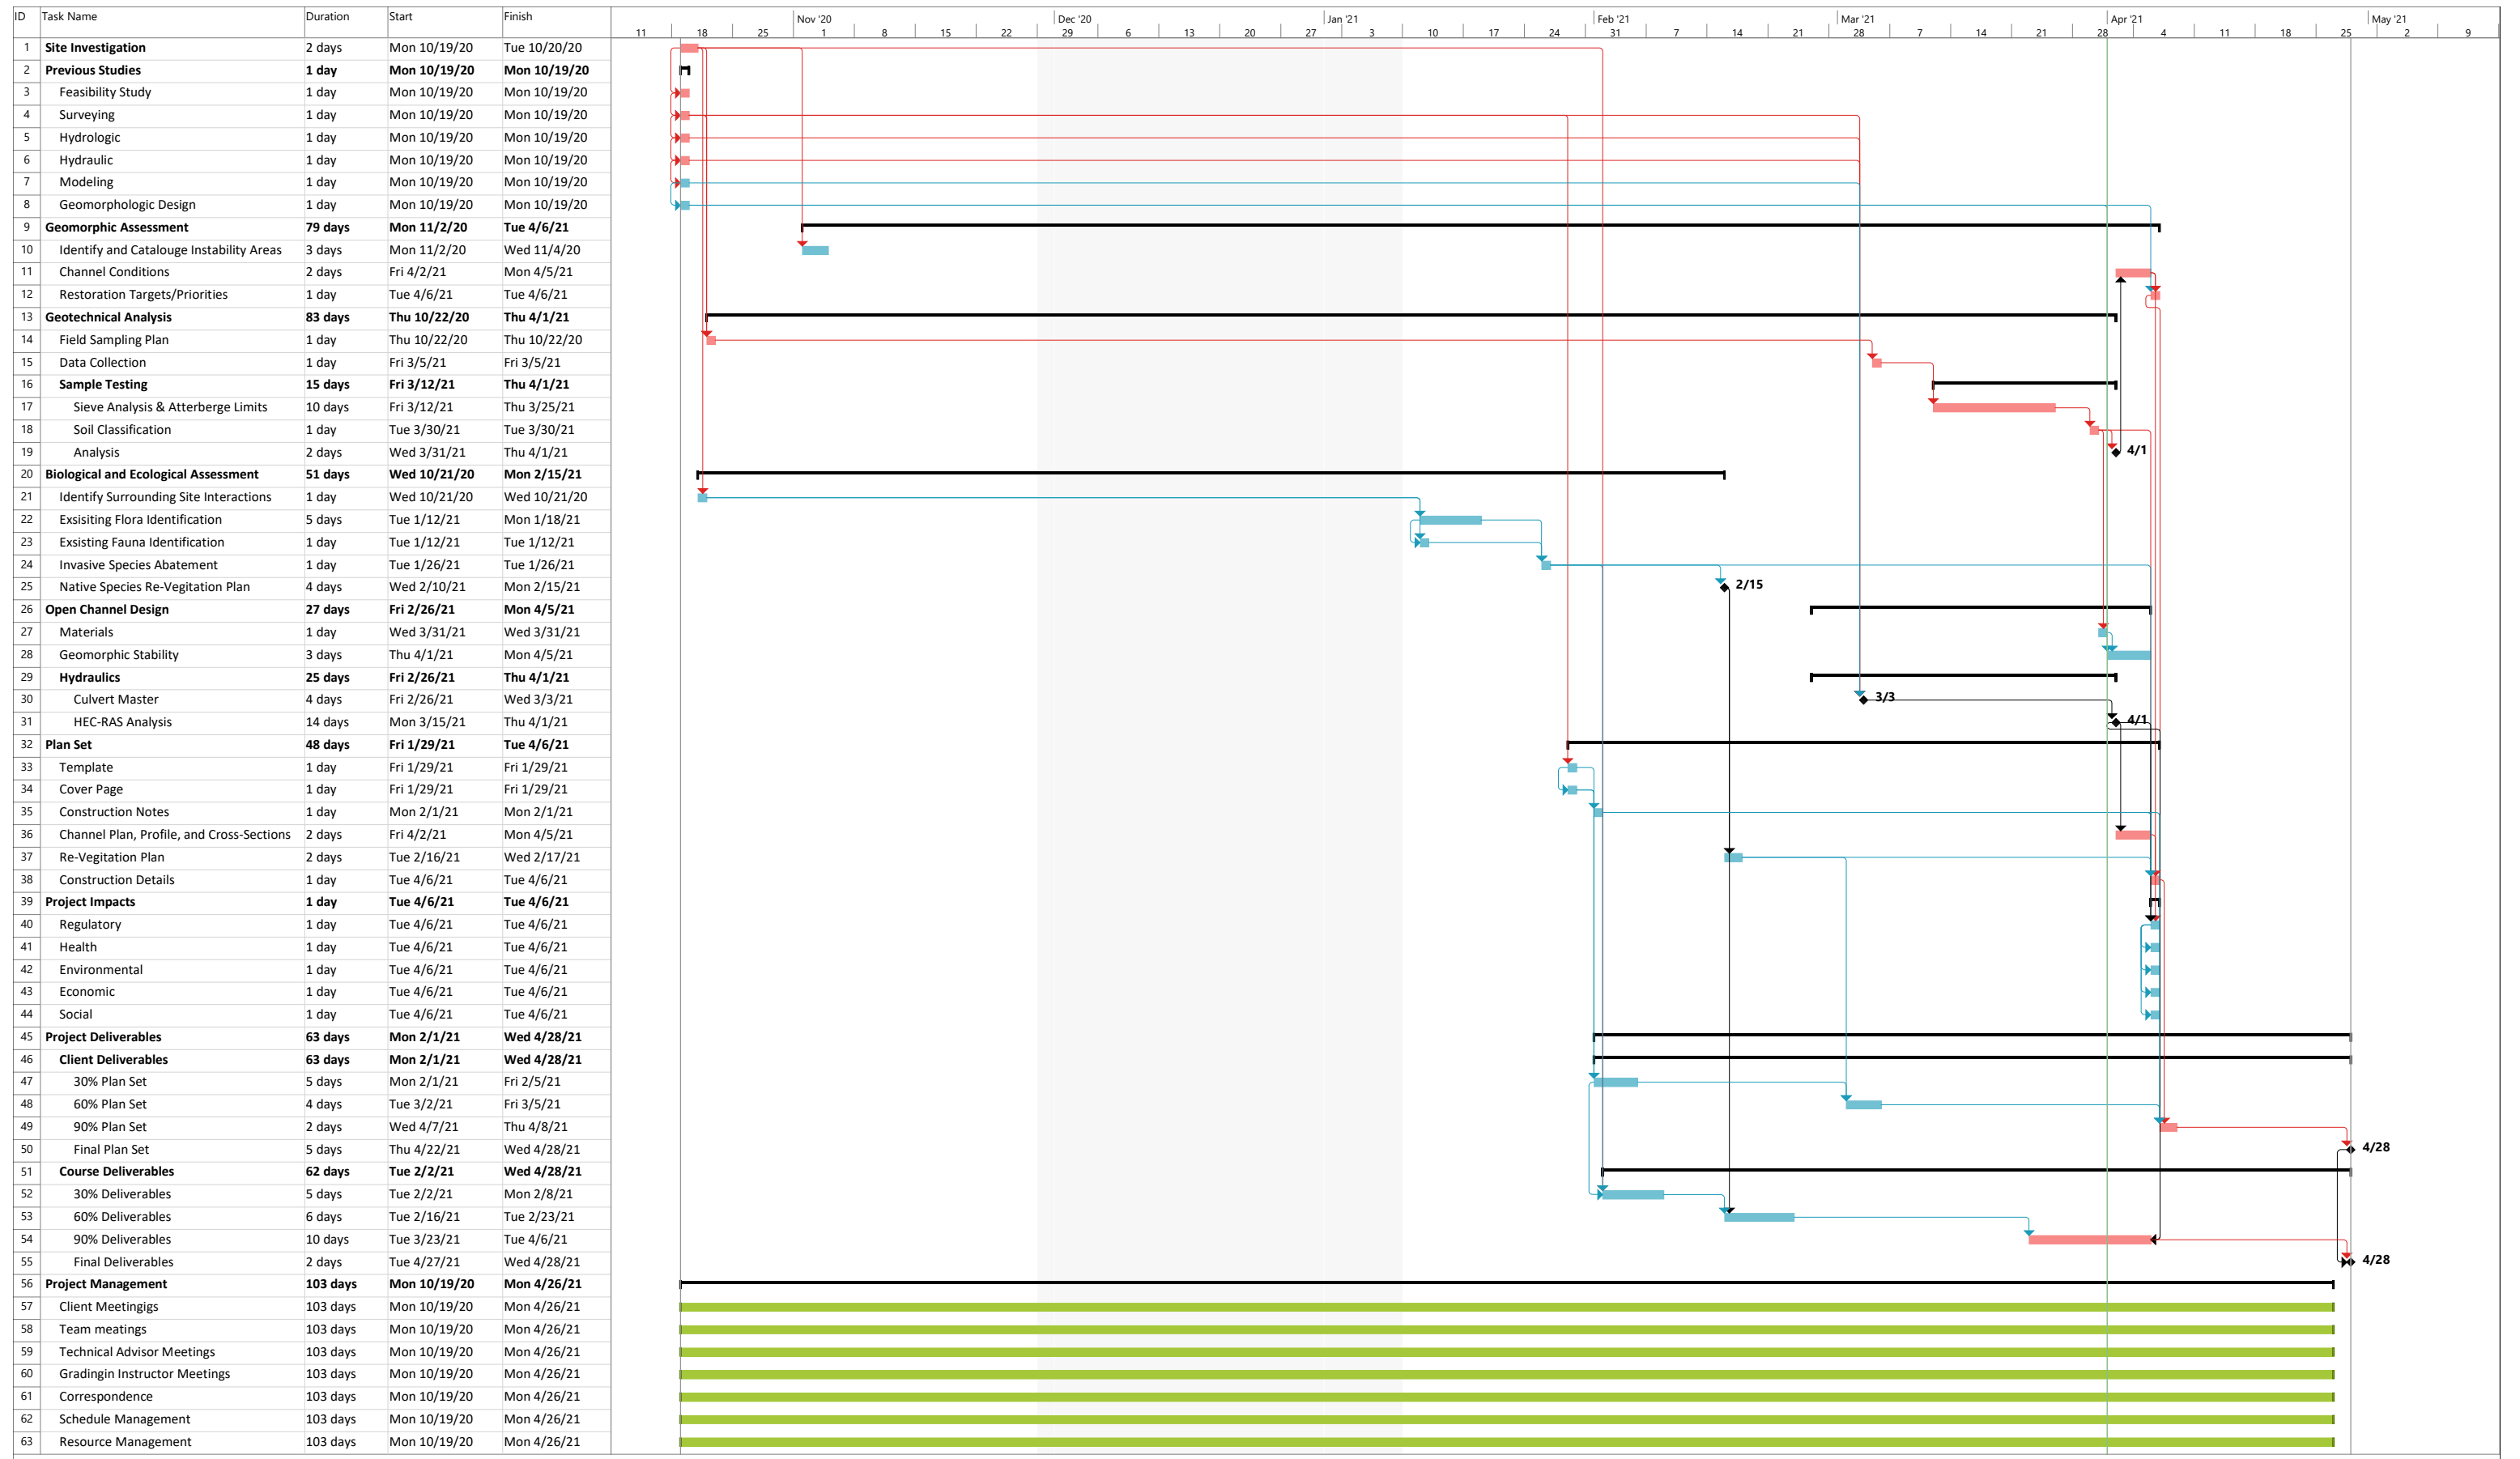 ID Task Name Duration Start Finish
Nov '20 Dec '20 Jan '21 Feb '21 Mar '21 Apr '21 May '21
11 18 25 1 8 15 22 29 6 13 20 27 3 10 17 24 31 7 14 21 28 7 14 21 28 4 11 18 25 2 9
1 Site Investigation 2 days Mon 10/19/20 Tue 10/20/20
2 Previous Studies 1 day Mon 10/19/20 Mon 10/19/20
3 Feasibility Study 1 day Mon 10/19/20 Mon 10/19/20
4 Surveying 1 day Mon 10/19/20 Mon 10/19/20
5 Hydrologic 1 day Mon 10/19/20 Mon 10/19/20
6 Hydraulic 1 day Mon 10/19/20 Mon 10/19/20
7 Modeling 1 day Mon 10/19/20 Mon 10/19/20
8 Geomorphologic Design 1 day Mon 10/19/20 Mon 10/19/20
9 Geomorphic Assessment 79 days Mon 11/2/20 Tue 4/6/21
10 Identify and Catalouge Instability Areas 3 days Mon 11/2/20 Wed 11/4/20
11 Channel Conditions 2 days Fri 4/2/21 Mon 4/5/21
12 Restoration Targets/Priorities 1 day Tue 4/6/21 Tue 4/6/21
13 Geotechnical Analysis 83 days Thu 10/22/20 Thu 4/1/21
14 Field Sampling Plan 1 day Thu 10/22/20 Thu 10/22/20
15 Data Collection 1 day Fri 3/5/21 Fri 3/5/21
16 Sample Testing 15 days Fri 3/12/21 Thu 4/1/21
17 Sieve Analysis & Atterberge Limits 10 days Fri 3/12/21 Thu 3/25/21
18 Soil Classification 1 day Tue 3/30/21 Tue 3/30/21
19 Analysis 2 days Wed 3/31/21 Thu 4/1/21 4/1
20 Biological and Ecological Assessment 51 days Wed 10/21/20 Mon 2/15/21
21 Identify Surrounding Site Interactions 1 day Wed 10/21/20 Wed 10/21/20
22 Exsisiting Flora Identification 5 days Tue 1/12/21 Mon 1/18/21
23 Exsisting Fauna Identification 1 day Tue 1/12/21 Tue 1/12/21
24 Invasive Species Abatement 1 day Tue 1/26/21 Tue 1/26/21
25 Native Species Re-Vegitation Plan 4 days Wed 2/10/21 Mon 2/15/21 2/15
26 Open Channel Design 27 days Fri 2/26/21 Mon 4/5/21
27 Materials 1 day Wed 3/31/21 Wed 3/31/21
28 Geomorphic Stability 3 days Thu 4/1/21 Mon 4/5/21
29 Hydraulics 25 days Fri 2/26/21 Thu 4/1/21
30 Culvert Master 4 days Fri 2/26/21 Wed 3/3/21 3/3
31 HEC-RAS Analysis 14 days Mon 3/15/21 Thu 4/1/21 4/1
32 Plan Set 48 days Fri 1/29/21 Tue 4/6/21
33 Template 1 day Fri 1/29/21 Fri 1/29/21
34 Cover Page 1 day Fri 1/29/21 Fri 1/29/21
35 Construction Notes 1 day Mon 2/1/21 Mon 2/1/21
36 Channel Plan, Profile, and Cross-Sections 2 days Fri 4/2/21 Mon 4/5/21
37 Re-Vegitation Plan 2 days Tue 2/16/21 Wed 2/17/21
38 Construction Details 1 day Tue 4/6/21 Tue 4/6/21
39 Project Impacts 1 day Tue 4/6/21 Tue 4/6/21
40 Regulatory 1 day Tue 4/6/21 Tue 4/6/21
41 Health 1 day Tue 4/6/21 Tue 4/6/21
42 Environmental 1 day Tue 4/6/21 Tue 4/6/21
43 Economic 1 day Tue 4/6/21 Tue 4/6/21
44 Social 1 day Tue 4/6/21 Tue 4/6/21
45 Project Deliverables 63 days Mon 2/1/21 Wed 4/28/21
46 Client Deliverables 63 days Mon 2/1/21 Wed 4/28/21
47 30% Plan Set 5 days Mon 2/1/21 Fri 2/5/21
48 60% Plan Set 4 days Tue 3/2/21 Fri 3/5/21
49 90% Plan Set 2 days Wed 4/7/21 Thu 4/8/21
50 Final Plan Set 5 days Thu 4/22/21 Wed 4/28/21 4/28
51 Course Deliverables 62 days Tue 2/2/21 Wed 4/28/21
52 30% Deliverables 5 days Tue 2/2/21 Mon 2/8/21
53 60% Deliverables 6 days Tue 2/16/21 Tue 2/23/21
54 90% Deliverables 10 days Tue 3/23/21 Tue 4/6/21
55 Final Deliverables 2 days Tue 4/27/21 Wed 4/28/21 4/28
56 Project Management 103 days Mon 10/19/20 Mon 4/26/21
57 Client Meetingigs 103 days Mon 10/19/20 Mon 4/26/21
58 Team meatings 103 days Mon 10/19/20 Mon 4/26/21
59 Technical Advisor Meetings 103 days Mon 10/19/20 Mon 4/26/21
60 Gradingin Instructor Meetings 103 days Mon 10/19/20 Mon 4/26/21
61 Correspondence 103 days Mon 10/19/20 Mon 4/26/21
62 Schedule Management 103 days Mon 10/19/20 Mon 4/26/21
63 Resource Management 103 days Mon 10/19/20 Mon 4/26/21